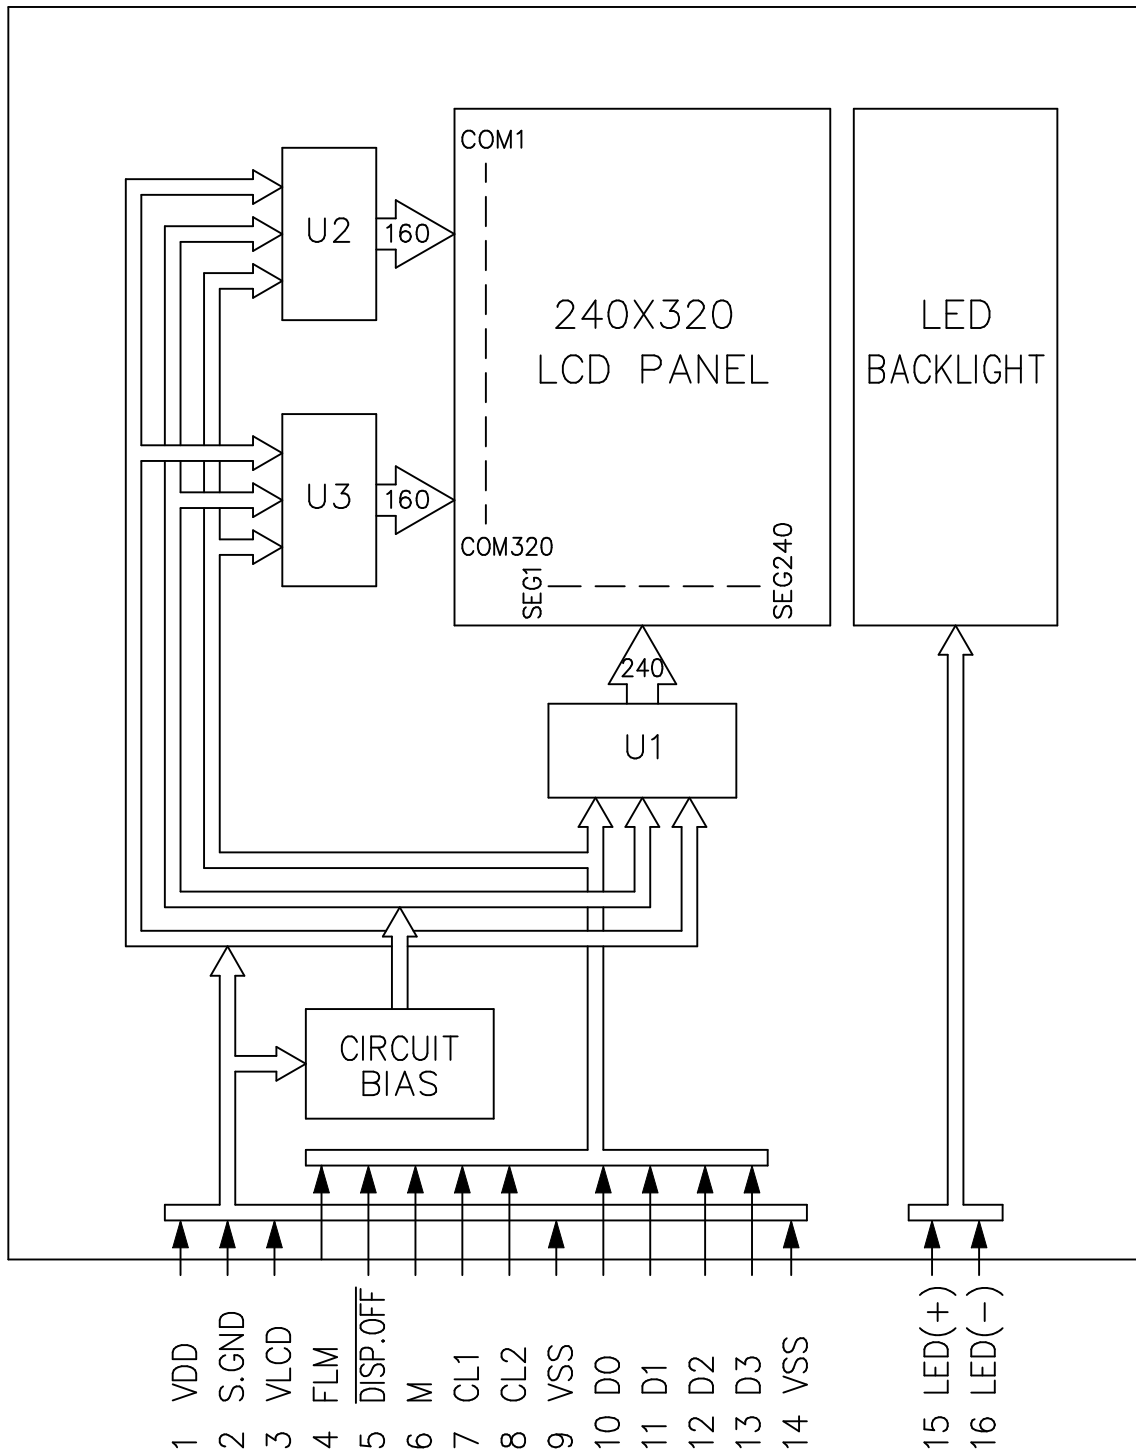 COM1
U2
160
240X320
LCD PANEL
LED
BACKLIGHT
U3
160
COM320
SEG1
SEG240
240
U1
CIRCUIT
BIAS
1 VDD
2 S.GND
3 VLCD
4 FLM
5 DISP.OFF
6 M
7 CL1
8 CL2
9 VSS
10 D0
11 D1
12 D2
13 D3
14 VSS
15 LED(+)
16 LED(-)